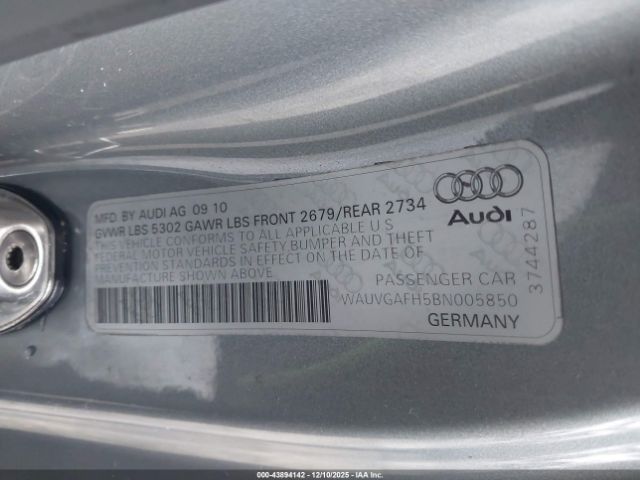 MFD BY AUDI AG 09 10
GVWR LBS 5302 GAWR LBS FRONT 2679/REAR 2734
THIS VEHICLE CONFORMS TO ALL APPLICABLE U S
FEDERAL MOTOR VEHICLE SAFETY BUMPER AND THEFT
PREVENTION STANDARDS IN EFFECT ON THE DATE OF
MANUFACTURE SHOWN ABOVE.
Audi
3744287
PASSENGER CAR
WAUVGAFH5BN005850
GERMANY
© IAA - 43894142 - 12/10/2025 - IAA